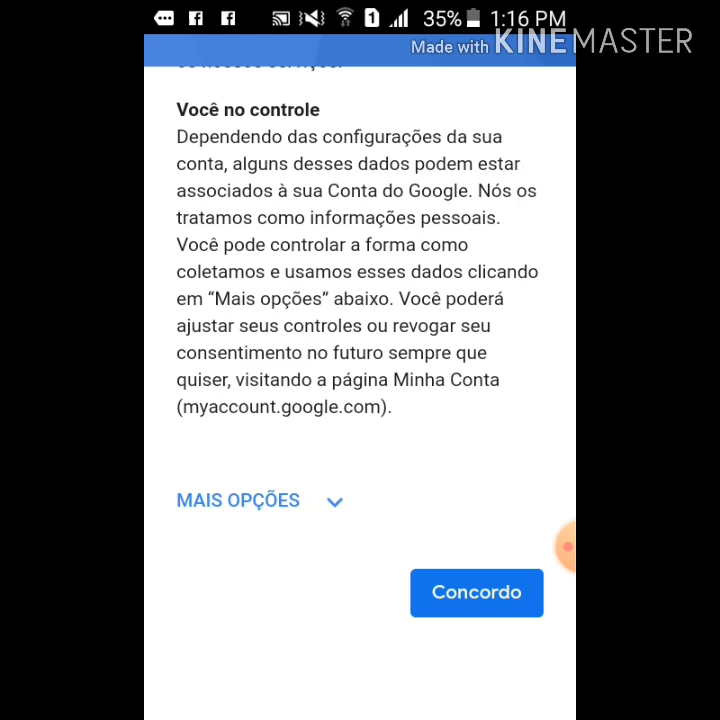 35% 1:16 PM
Made with KINEMASTER
Você no controle
Dependendo das configurações da sua
conta, alguns desses dados podem estar
associados à sua Conta do Google. Nós os
tratamos como informações pessoais.
Você pode controlar a forma como
coletamos e usamos esses dados clicando
em “Mais opções” abaixo. Você poderá
ajustar seus controles ou revogar seu
consentimento no futuro sempre que
quiser, visitando a página Minha Conta
(myaccount.google.com).
MAIS OPÇÕES
Concordo